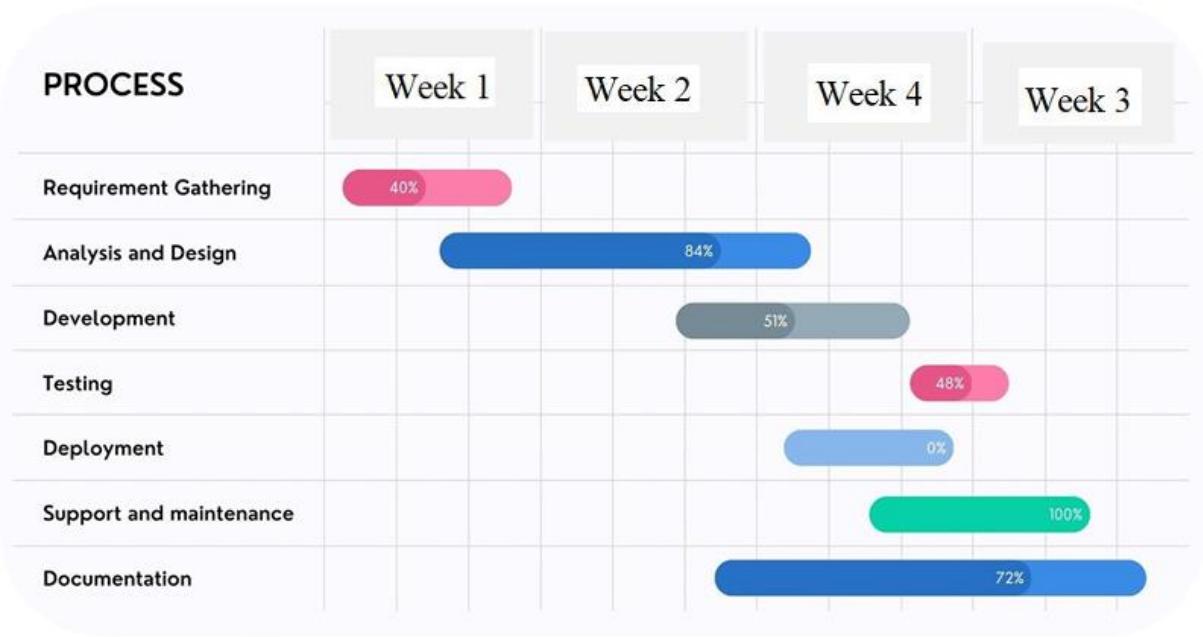 PROCESS Week 1 Week 2 Week 4 Week 3
Requirement Gathering 40%
Analysis and Design 84%
Development 51%
Testing 48%
Deployment 0%
Support and maintenance 100%
Documentation 72%